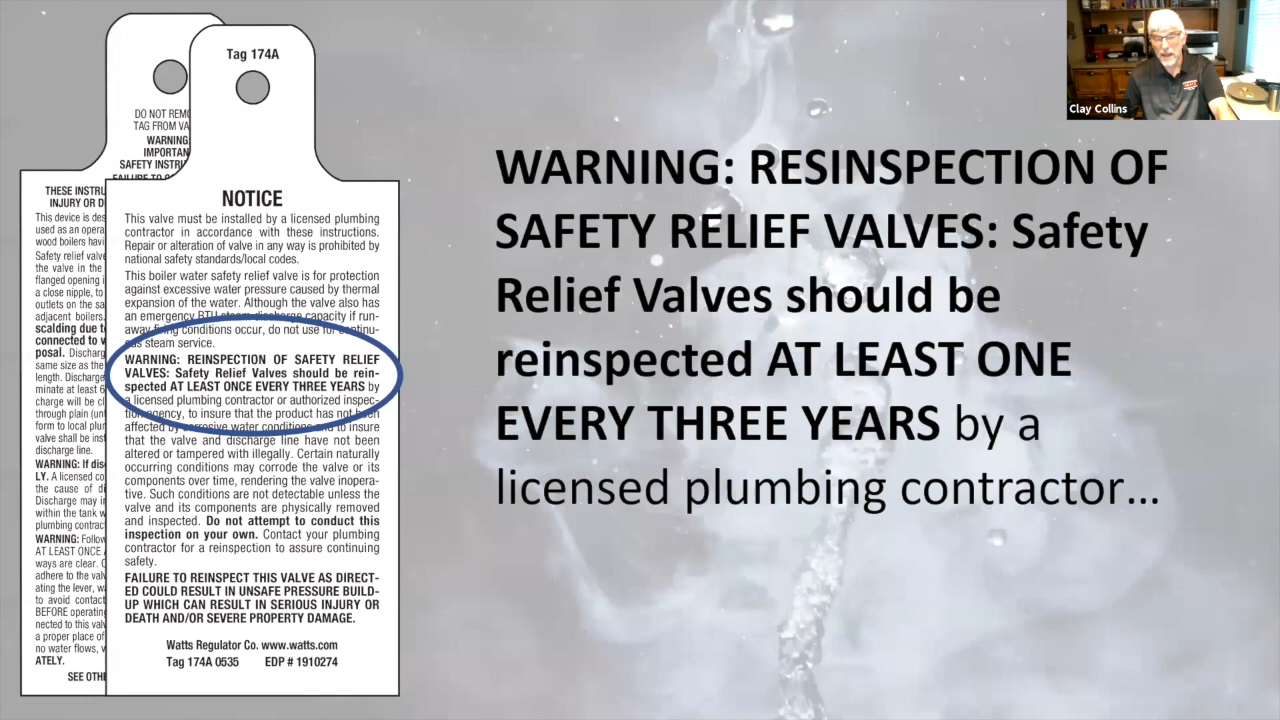 DO NOT REMO
TAG FROM VA
WARNING
IMPORTAN
SAFETY INSTRU
THESE INSTRU
INJURY OR D
This device is des
used as an opera
wood boilers havi
Safety relief valve
the valve in the
flanged opening i
a close nipple, to
outlets on the sa
adjacent boilers.
scalding due t
connected to v
posal. Discharg
same size as the
length. Discharge
minate at least 6
charge will be cl
through plain (unt
form to local plun
valve shall be inst
discharge line.
WARNING: If dis
LY. A licensed co
the cause of di
Discharge may i
within the tank w
plumbing contrac
WARNING: Follow
AT LEAST ONCE
ways are clear. C
adhere to the valv
ating the lever, w
to avoid contact
BEFORE operatin
nected to this valv
a proper place of
no water flows, v
ATELY.
SEE OTH
Tag 174A
NOTICE
This valve must be installed by a licensed plumbing
contractor in accordance with these instructions.
Repair or alteration of valve in any way is prohibited by
national safety standards/local codes.
This boiler water safety relief valve is for protection
against excessive water pressure caused by thermal
expansion of the water. Although the valve also has
an emergency BTU steam discharge capacity if run-
away firing conditions occur, do not use for continu-
ous steam service.
WARNING: REINSPECTION OF SAFETY RELIEF
VALVES: Safety Relief Valves should be rein-
spected AT LEAST ONCE EVERY THREE YEARS by
a licensed plumbing contractor or authorized inspec-
tion agency, to insure that the product has not been
affected by corrosive water conditions and to insure
that the valve and discharge line have not been
altered or tampered with illegally. Certain naturally
occurring conditions may corrode the valve or its
components over time, rendering the valve inopera-
tive. Such conditions are not detectable unless the
valve and its components are physically removed
and inspected. Do not attempt to conduct this
inspection on your own. Contact your plumbing
contractor for a reinspection to assure continuing
safety.
FAILURE TO REINSPECT THIS VALVE AS DIRECT-
ED COULD RESULT IN UNSAFE PRESSURE BUILD-
UP WHICH CAN RESULT IN SERIOUS INJURY OR
DEATH AND/OR SEVERE PROPERTY DAMAGE.
Watts Regulator Co. www.watts.com
Tag 174A 0535 EDP # 1910274
WARNING: RESINSPECTION OF
SAFETY RELIEF VALVES: Safety
Relief Valves should be
reinspected AT LEAST ONE
EVERY THREE YEARS by a
licensed plumbing contractor…
Clay Collins